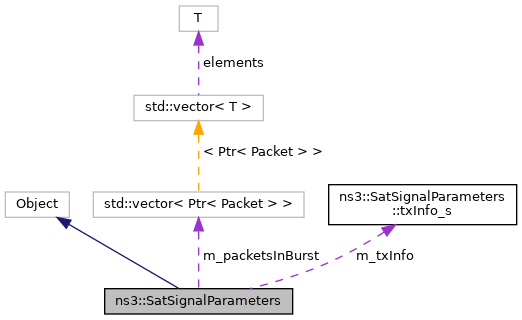 T
elements
std::vector< T >
< Ptr< Packet > >
Object
std::vector< Ptr< Packet > >
ns3::SatSignalParameters
::txInfo_s
m_packetsInBurst
m_txInfo
ns3::SatSignalParameters